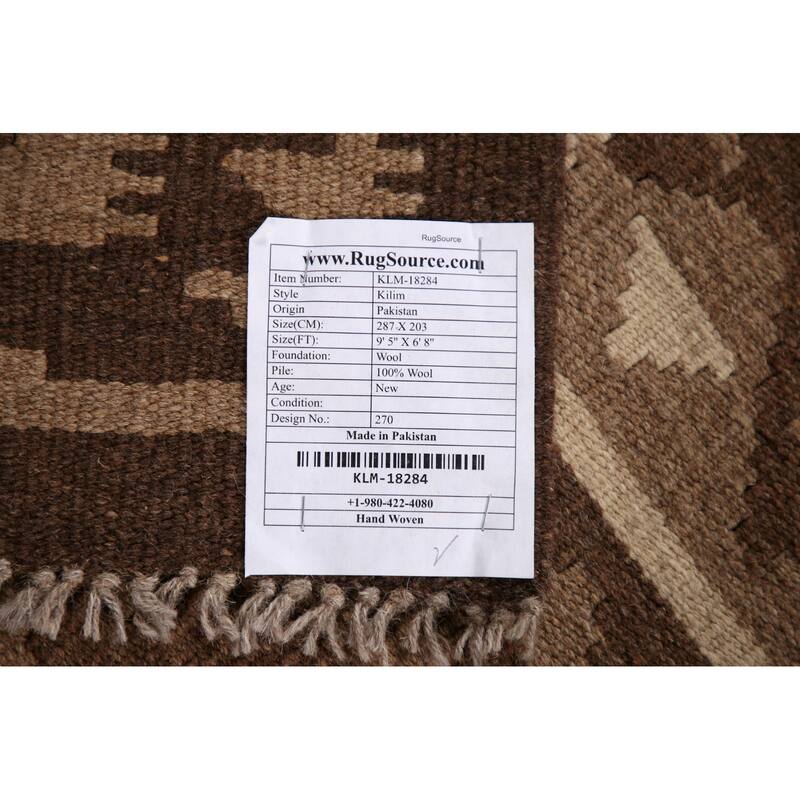 RugSource
www.RugSource.com
Item Number: KLM-18284
Style Kilim
Origin Pakistan
Size(CM): 287 X 203
Size(FT): 9' 5" X 6' 8"
Foundation: Wool
Pile: 100% Wool
Age: New
Condition:
Design No.: 270
Made in Pakistan
KLM-18284
+1-980-422-4080
Hand Woven